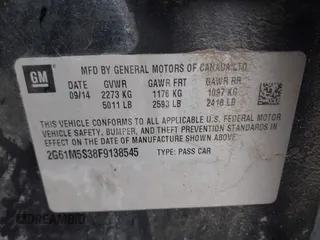 GM
MFD BY GENERAL MOTORS OF CANADA LTD
DATE GVWR GAWR FRT GAWR RR
09/14 2273 KG 1176 KG 1097 KG
5011 LB 2593 LB 2418 LB
THIS VEHICLE CONFORMS TO ALL APPLICABLE U.S. FEDERAL MOTOR
VEHICLE SAFETY, BUMPER, AND THEFT PREVENTION STANDARDS
IN EFFECT ON THE DATE OF MANUFACTURE SHOWN ABOVE.
2G61M5S38F9138545 TYPE: PASS CAR